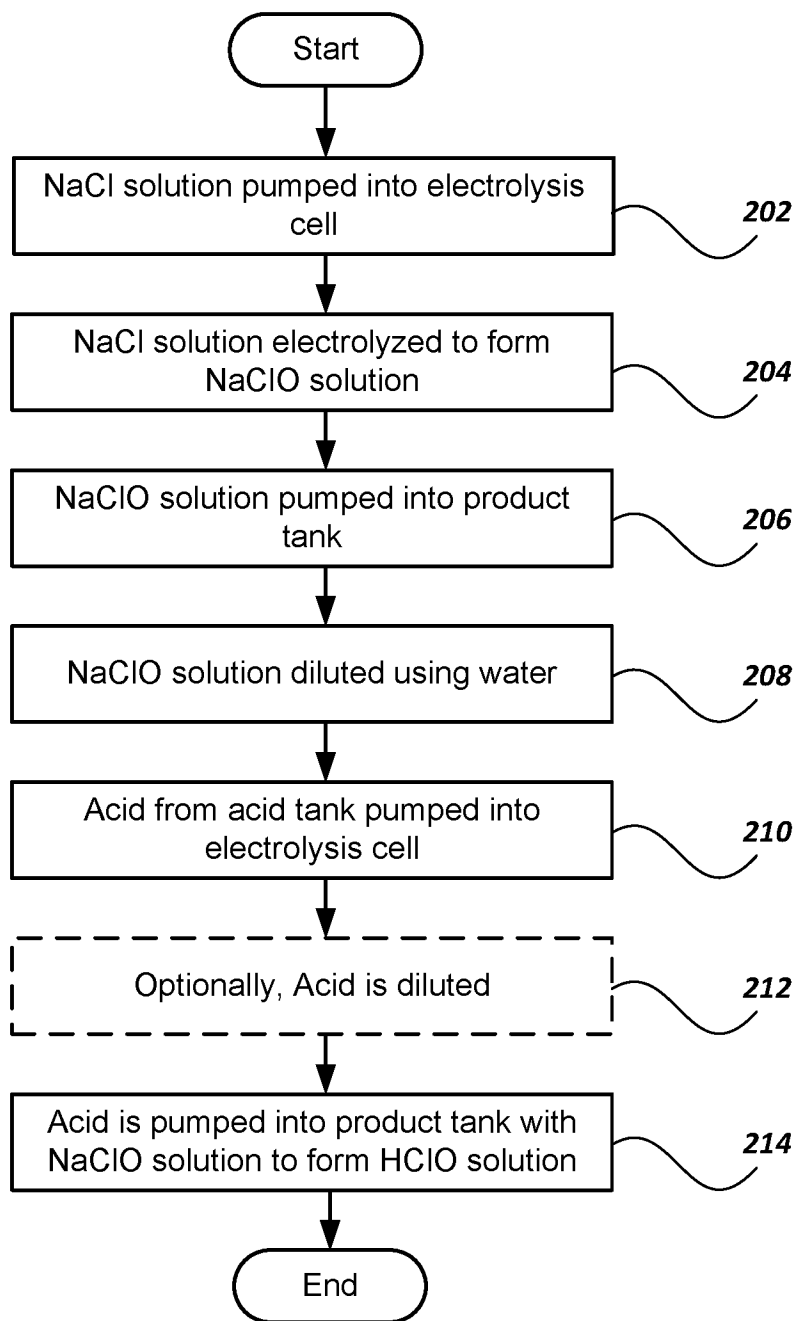 Start
NaCl solution pumped into electrolysis
cell
202
NaCl solution electrolyzed to form
NaClO solution
204
NaClO solution pumped into product
tank
206
NaClO solution diluted using water
208
Acid from acid tank pumped into
electrolysis cell
210
Optionally, Acid is diluted
212
Acid is pumped into product tank with
NaClO solution to form HClO solution
214
End